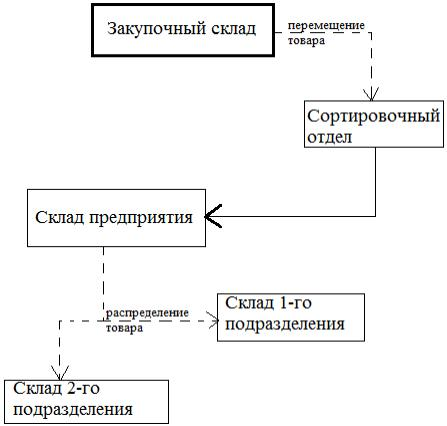 Закупочный склад
перемещение
товара
Сортировочный
отдел
Склад предприятия
распределение
товара
Склад 1-го
подразделения
Склад 2-го
подразделения